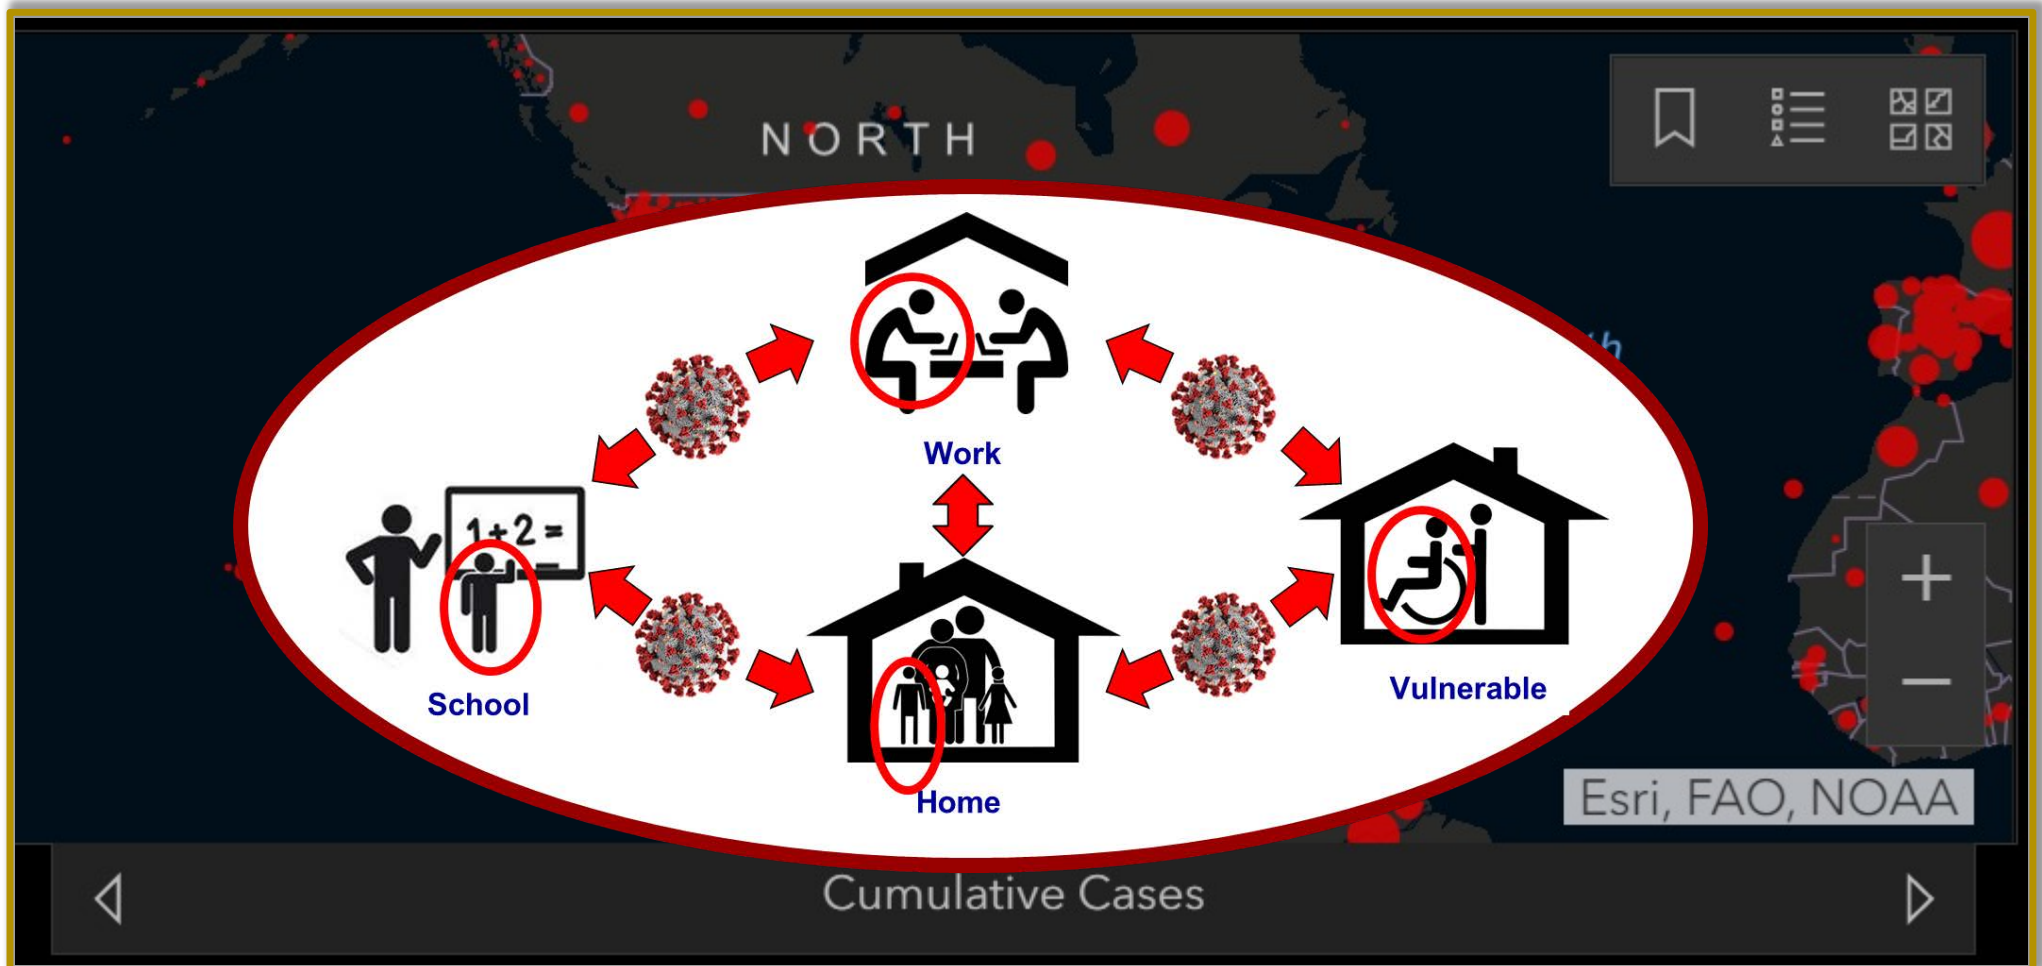 NORTH
Work
1+2=
School
Vulnerable
Home
Esri, FAO, NOAA
Cumulative Cases